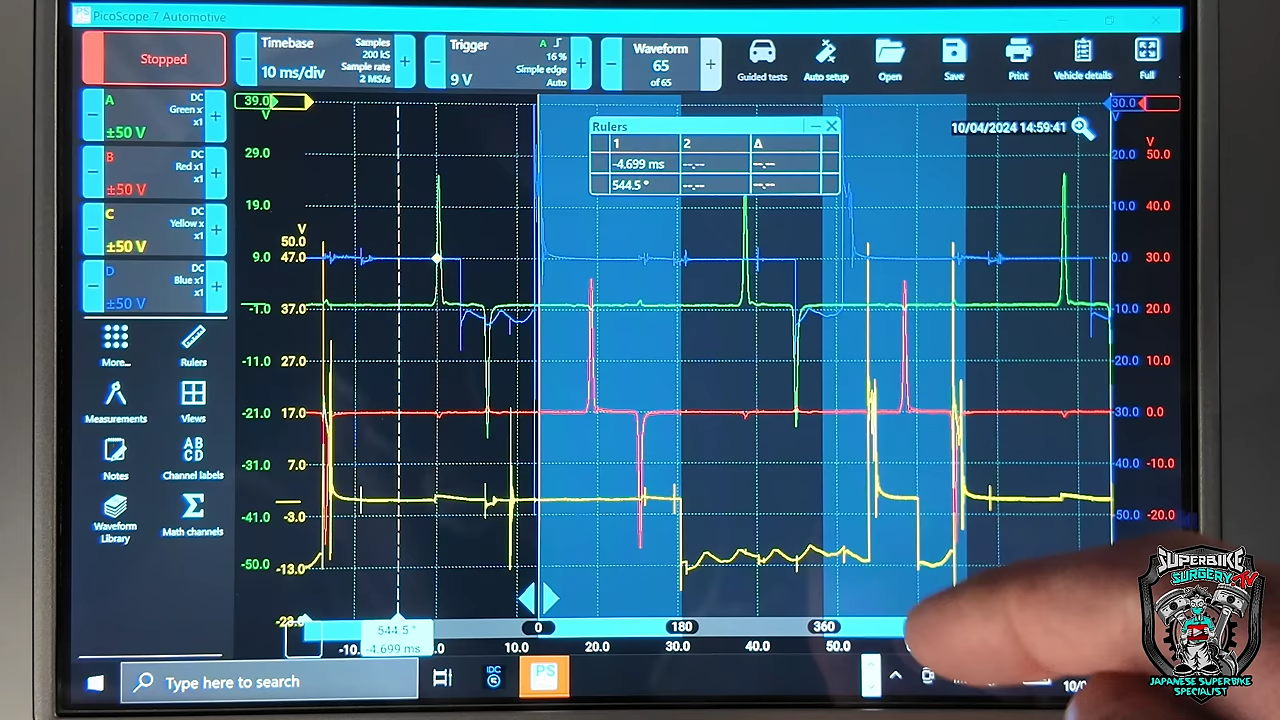 PicoScope 7 Automotive
Stopped
Timebase
10 ms/div
Samples
200 kS
Sample rate
2 MS/s
Trigger
9 V
A
16 %
Simple edge
Auto
Waveform
65
of 65
Guided tests
Auto setup
Open
Save
Print
Vehicle details
Full
A
DC
Green x
x1
±50 V
B
DC
Red x1
x1
±50 V
C
DC
Yellow x
x1
±50 V
D
DC
Blue x1
x1
±50 V
More...
Rulers
Measurements
Views
Notes
Channel labels
Waveform Library
Math channels
39.0
V
29.0
19.0
9.0
-1.0
-11.0
-21.0
-31.0
-41.0
-50.0
V
50.0
47.0
37.0
27.0
17.0
7.0
-3.0
-13.0
-23.0
Rulers
1 2 Δ
-4.699 ms --.-- --.--
544.5 ° --.-- --.--
10/04/2024 14:59:41
30.0
V
20.0
10.0
0.0
-10.0
20.0
30.0
40.0
50.0
V
50.0
40.0
30.0
20.0
10.0
0.0
-10.0
-20.0
544.5 °
-4.699 ms
0 180 360
-10. .0 10.0 20.0 30.0 40.0 50.0
Type here to search
IDC
PS
10/0
SUPERBIKE
SURGERY TV
JAPANESE SUPERBIKE
SPECIALIST